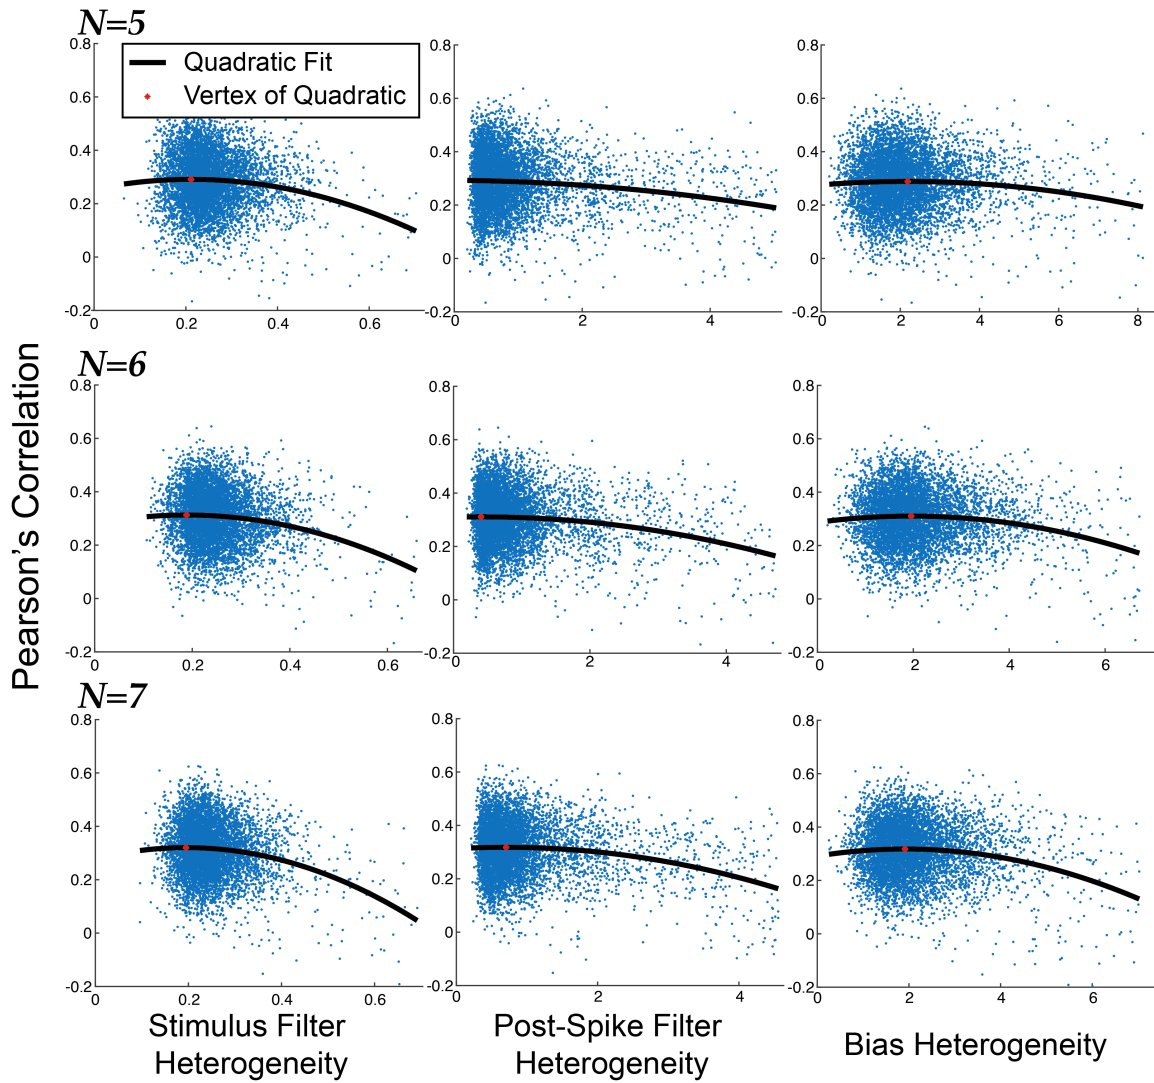 N=5
Quadratic Fit
Vertex of Quadratic
0.8
0.6
0.4
0.2
0
-0.2
0 0.2 0.4 0.6
0.8
0.6
0.4
0.2
0
-0.2
0 2 4
0.8
0.6
0.4
0.2
0
-0.2
0 2 4 6 8
Pearson's Correlation
N=6
0.8
0.6
0.4
0.2
0
-0.2
0 0.2 0.4 0.6
0.8
0.6
0.4
0.2
0
-0.2
0 2 4
0.8
0.6
0.4
0.2
0
-0.2
0 2 4 6
N=7
0.8
0.6
0.4
0.2
0
-0.2
0 0.2 0.4 0.6
0.8
0.6
0.4
0.2
0
-0.2
0 2 4
0.8
0.6
0.4
0.2
0
-0.2
0 2 4 6
Stimulus Filter
Heterogeneity
Post-Spike Filter
Heterogeneity
Bias Heterogeneity